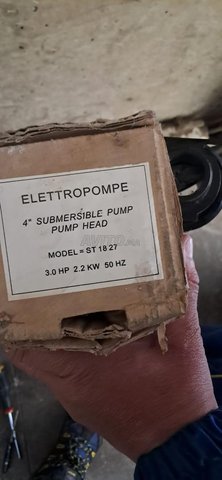 ELETTROPOMPE
4" SUBMERSIBLE PUMP
PUMP HEAD
MODEL = ST 18 27
3.0 HP 2.2 KW 50 HZ